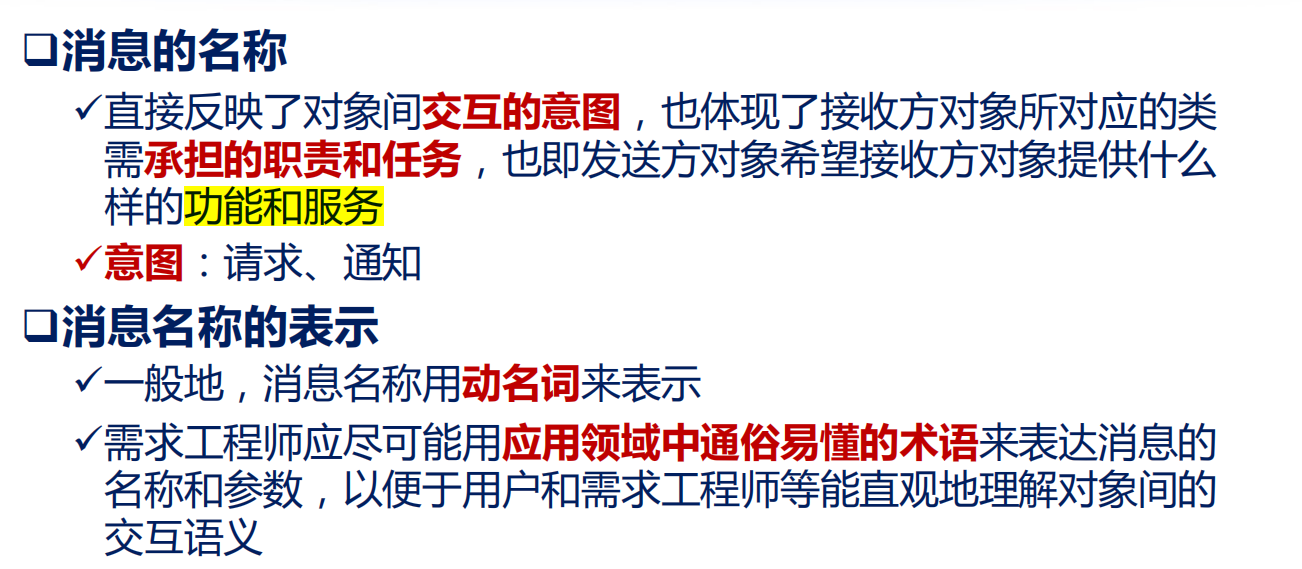 ❑消息的名称
✓直接反映了对象间交互的意图，也体现了接收方对象所对应的类
需承担的职责和任务，也即发送方对象希望接收方对象提供什么
样的功能和服务
✓意图：请求、通知
❑消息名称的表示
✓一般地，消息名称用动名词来表示
✓需求工程师应尽可能用应用领域中通俗易懂的术语来表达消息的
名称和参数，以便于用户和需求工程师等能直观地理解对象间的
交互语义